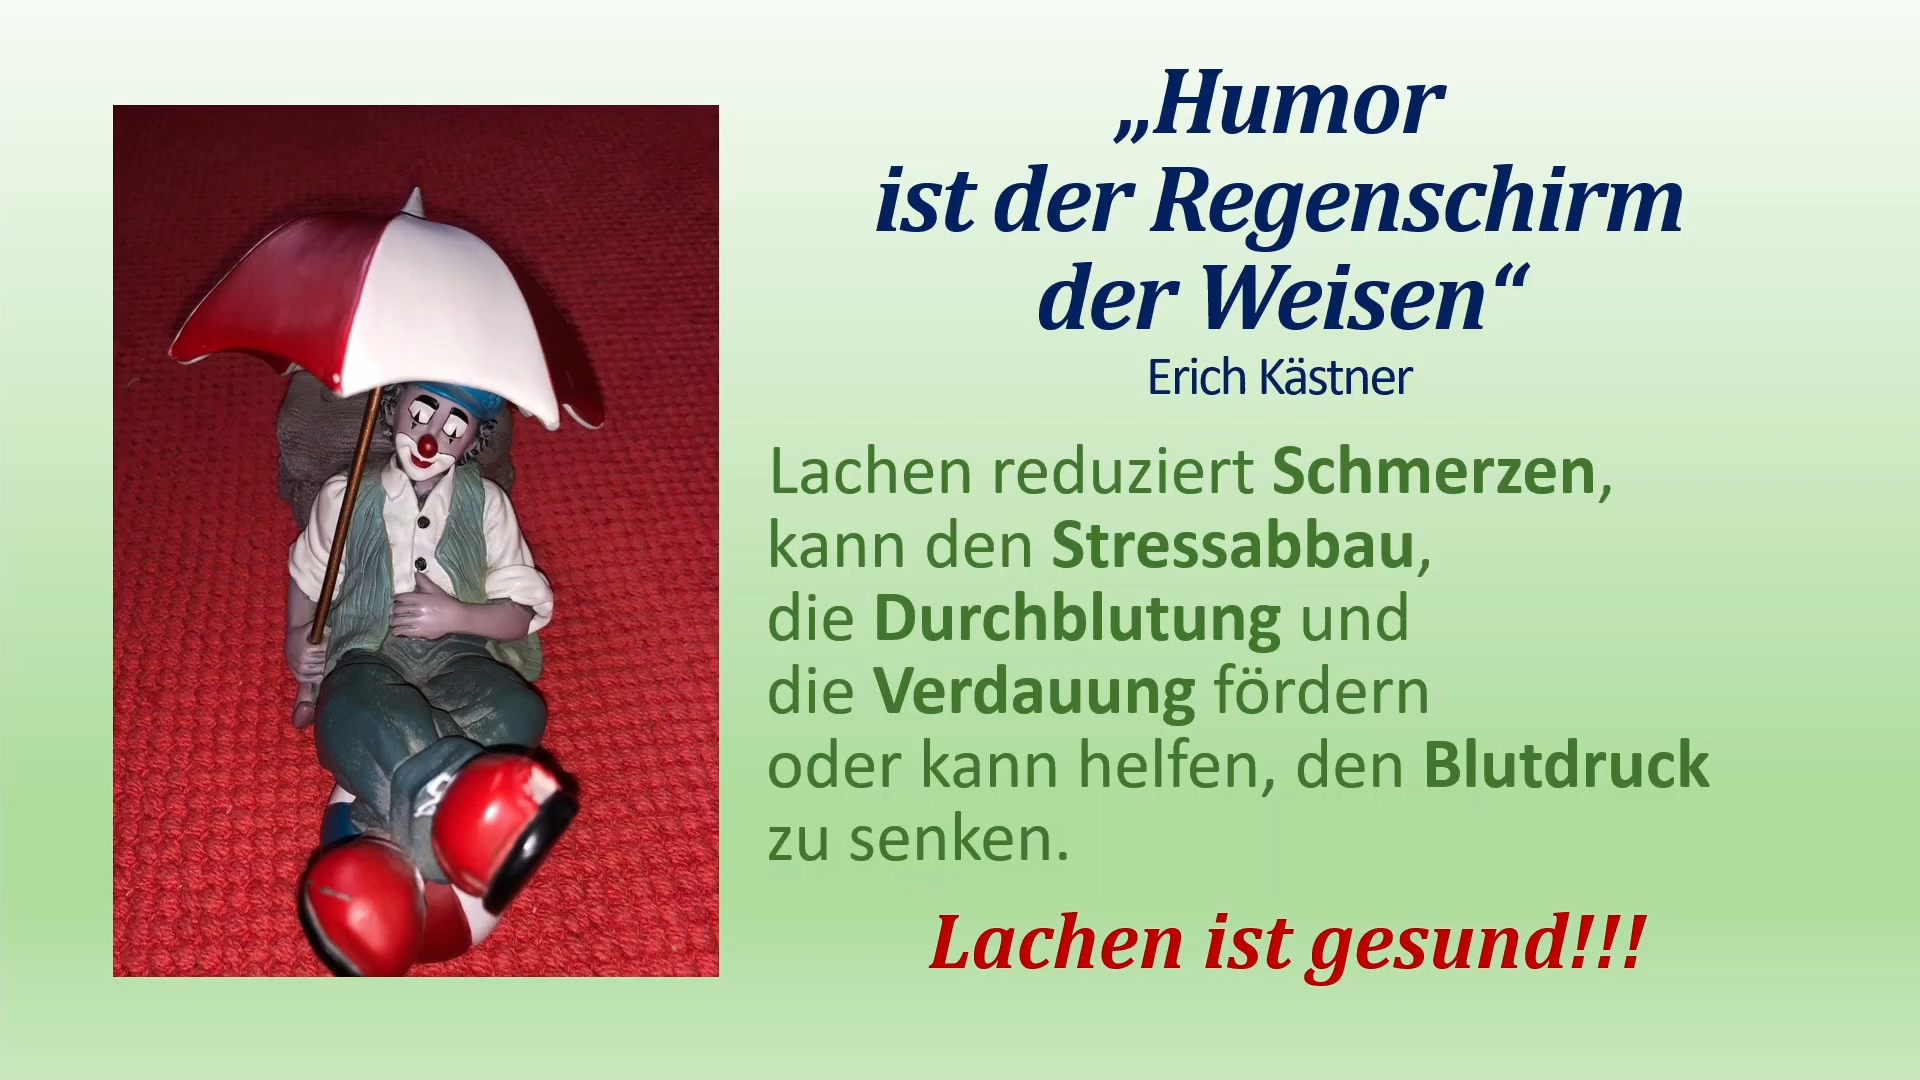 „Humor
ist der Regenschirm
der Weisen“
Erich Kästner
Lachen reduziert Schmerzen,
kann den Stressabbau,
die Durchblutung und
die Verdauung fördern
oder kann helfen, den Blutdruck
zu senken.
Lachen ist gesund!!!